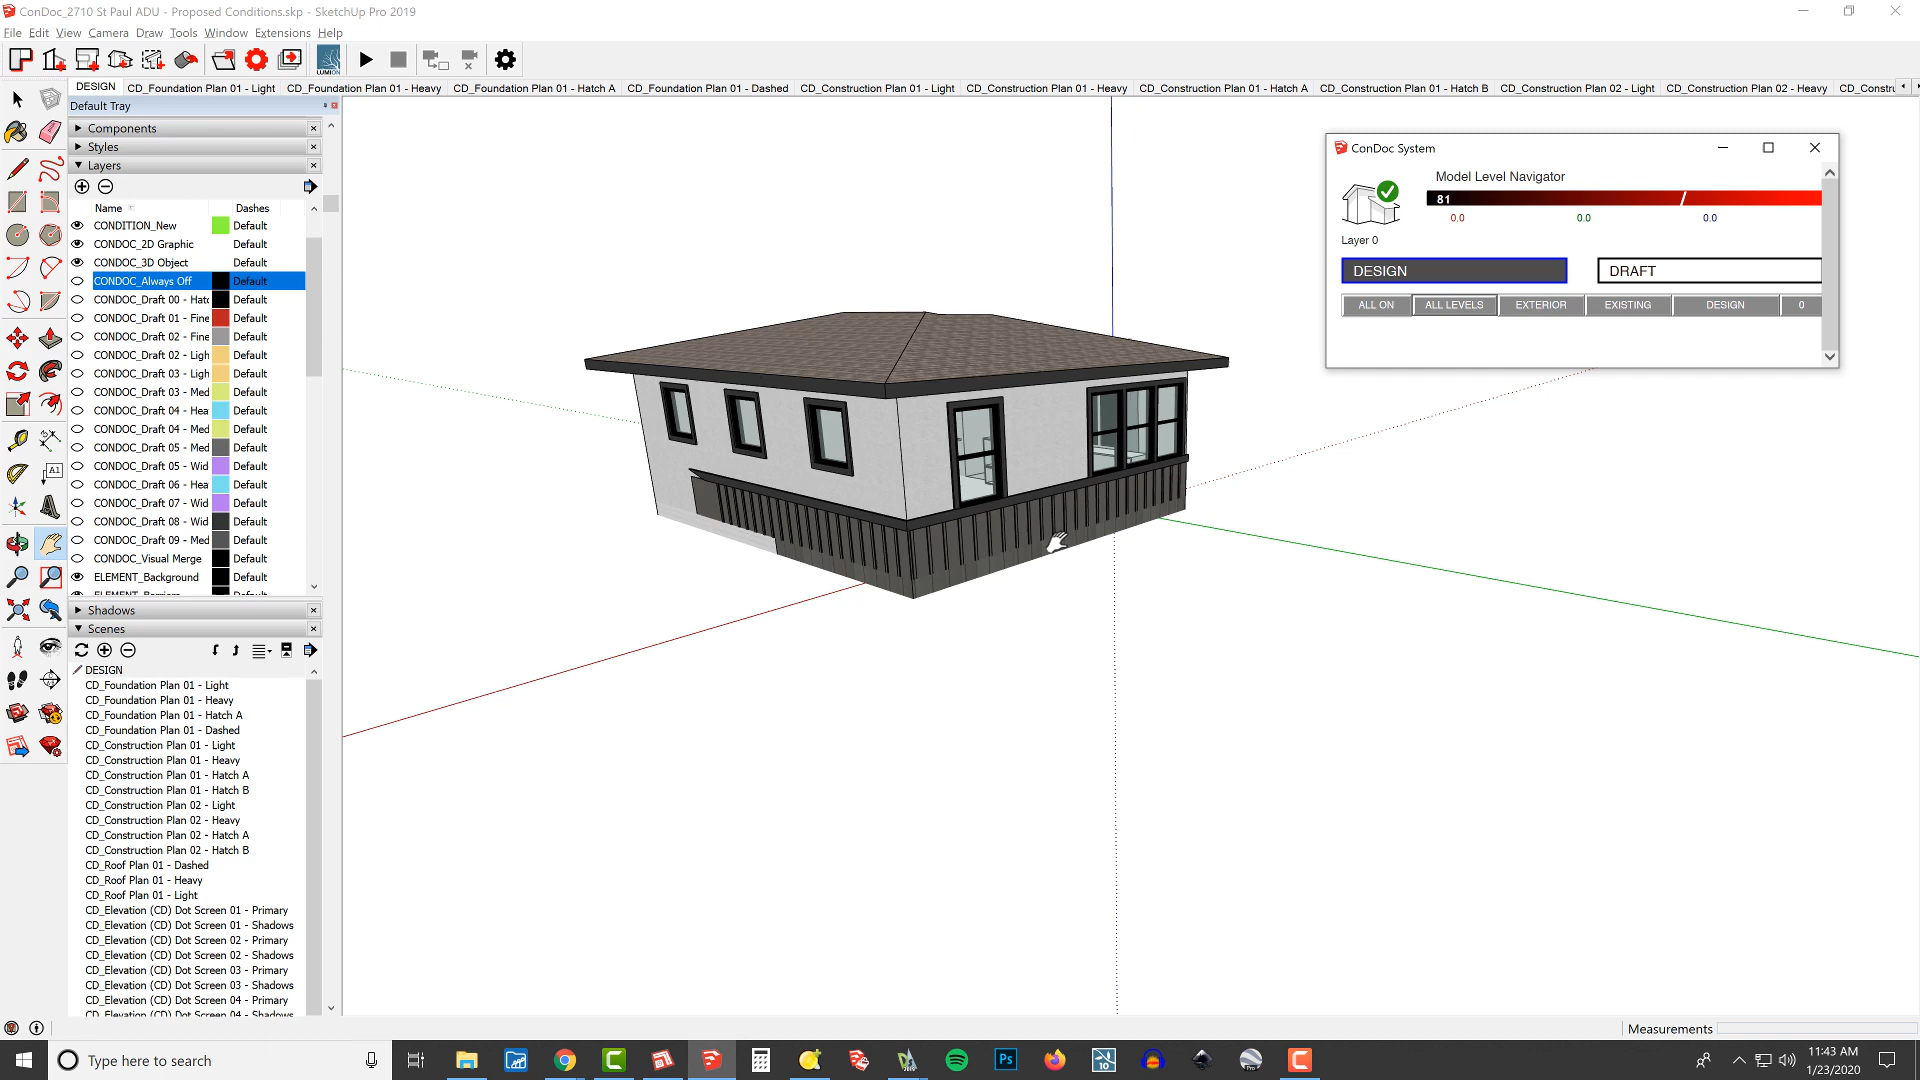 ConDoc_2710 St Paul ADU - Proposed Conditions.skp - SketchUp Pro 2019
File Edit View Camera Draw Tools Window Extensions Help
LUMION
DESIGN CD_Foundation Plan 01 - Light CD_Foundation Plan 01 - Heavy CD_Foundation Plan 01 - Hatch A CD_Foundation Plan 01 - Dashed CD_Construction Plan 01 - Light CD_Construction Plan 01 - Heavy CD_Construction Plan 01 - Hatch A CD_Construction Plan 01 - Hatch B CD_Construction Plan 02 - Light CD_Construction Plan 02 - Heavy CD_Constru
Default Tray
Components
Styles
Layers
Name Dashes
CONDITION_New Default
CONDOC_2D Graphic Default
CONDOC_3D Object Default
CONDOC_Always Off Default
CONDOC_Draft 00 - Hatc Default
CONDOC_Draft 01 - Fine Default
CONDOC_Draft 02 - Fine Default
CONDOC_Draft 02 - Ligh Default
CONDOC_Draft 03 - Ligh Default
CONDOC_Draft 03 - Med Default
CONDOC_Draft 04 - Hea Default
CONDOC_Draft 04 - Med Default
CONDOC_Draft 05 - Med Default
CONDOC_Draft 05 - Wid Default
CONDOC_Draft 06 - Hea Default
CONDOC_Draft 07 - Wid Default
CONDOC_Draft 08 - Wid Default
CONDOC_Draft 09 - Med Default
CONDOC_Visual Merge Default
ELEMENT_Background Default
ELEMENT_Barriers
Shadows
Scenes
DESIGN
CD_Foundation Plan 01 - Light
CD_Foundation Plan 01 - Heavy
CD_Foundation Plan 01 - Hatch A
CD_Foundation Plan 01 - Dashed
CD_Construction Plan 01 - Light
CD_Construction Plan 01 - Heavy
CD_Construction Plan 01 - Hatch A
CD_Construction Plan 01 - Hatch B
CD_Construction Plan 02 - Light
CD_Construction Plan 02 - Heavy
CD_Construction Plan 02 - Hatch A
CD_Construction Plan 02 - Hatch B
CD_Roof Plan 01 - Dashed
CD_Roof Plan 01 - Heavy
CD_Roof Plan 01 - Light
CD_Elevation (CD) Dot Screen 01 - Primary
CD_Elevation (CD) Dot Screen 01 - Shadows
CD_Elevation (CD) Dot Screen 02 - Primary
CD_Elevation (CD) Dot Screen 02 - Shadows
CD_Elevation (CD) Dot Screen 03 - Primary
CD_Elevation (CD) Dot Screen 03 - Shadows
CD_Elevation (CD) Dot Screen 04 - Primary
CD_Elevation (CD) Dot Screen 04 - Shadows
ConDoc System
Model Level Navigator
81
0.0 0.0 0.0
Layer 0
DESIGN DRAFT
ALL ON ALL LEVELS EXTERIOR EXISTING DESIGN 0
A1
Measurements
Type here to search
2019
Ps
10
Pro
11:43 AM
1/23/2020